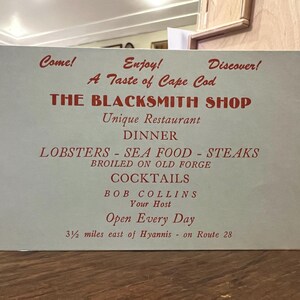 Come! Enjoy! Discover!
A Taste of Cape Cod
THE BLACKSMITH SHOP
Unique Restaurant
DINNER
LOBSTERS - SEA FOOD - STEAKS
BROILED ON OLD FORGE
COCKTAILS
BOB COLLINS
Your Host
Open Every Day
3½ miles east of Hyannis - on Route 28